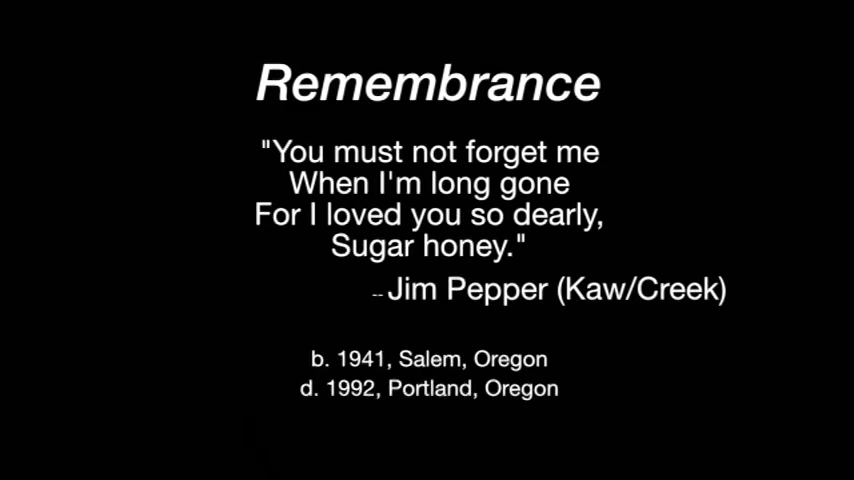 Remembrance
"You must not forget me
When I'm long gone
For I loved you so dearly,
Sugar honey."
-- Jim Pepper (Kaw/Creek)
b. 1941, Salem, Oregon
d. 1992, Portland, Oregon